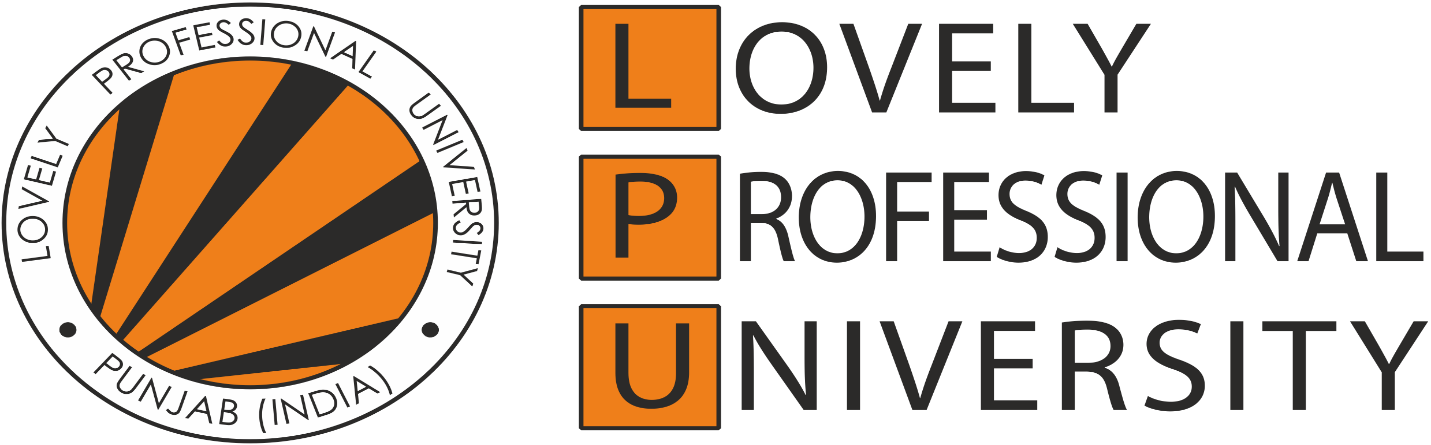 LOVELY PROFESSIONAL UNIVERSITY
• PUNJAB (INDIA) •
LOVELY
PROFESSIONAL
UNIVERSITY